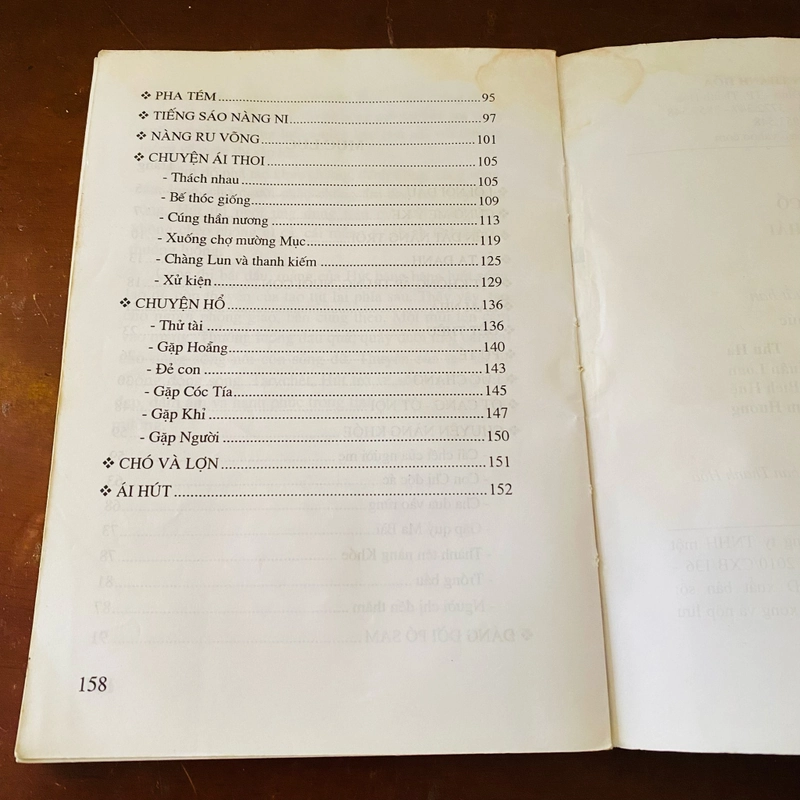 ❖ PHA TÉM 95
❖ TIẾNG SÁO NÀNG NI 97
❖ NÀNG RU VÕNG 101
❖ CHUYỆN ÁI THOI 105
- Thách nhau 105
- Bế thóc giống 109
- Cúng thần nương 113
- Xuống chợ mường Mục 119
- Chàng Lun và thanh kiếm 125
- Xử kiện 129
❖ CHUYỆN HỔ 136
- Thử tài 136
- Gặp Hoẵng 140
- Đẻ con 143
- Gặp Cóc Tía 145
- Gặp Khỉ 147
- Gặp Người 150
❖ CHÓ VÀ LỢN 151
❖ ÁI HÚT 152
158